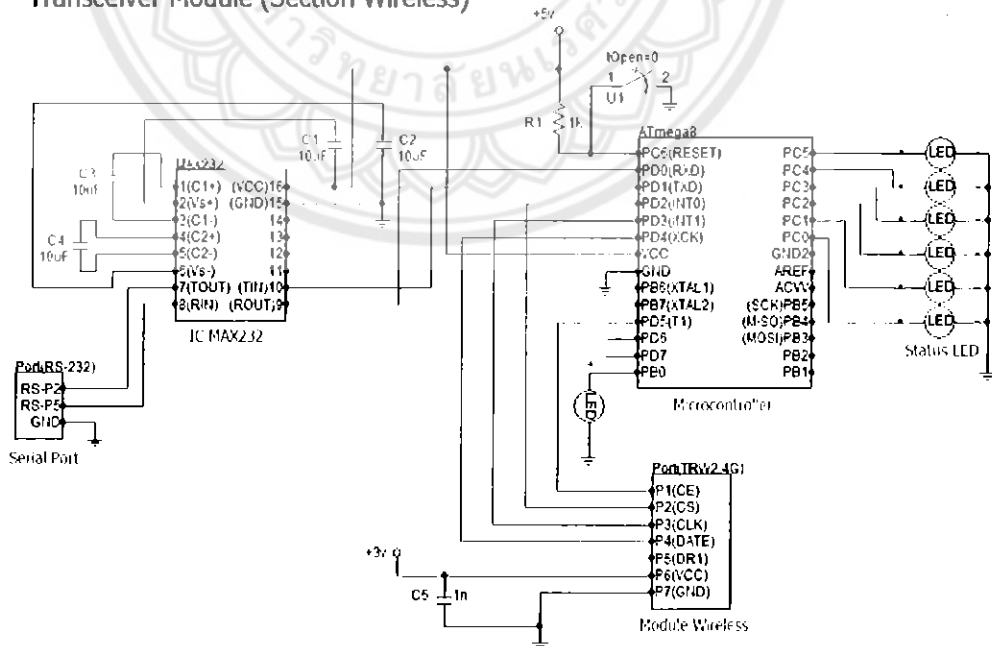 Transceiver Module (Section Wireless)
+5v
tOpen=0
1 2
U1
R1 1k
C1
10uF
C2
10uF
C3
10uF
C4
10uF
MAX232
1(C1+) (VCC)16
2(Vs+) (GND)15
3(C1-) 14
4(C2+) 13
5(C2-) 12
6(Vs-) 11
7(TOUT) (TIN)10
8(RIN) (ROUT)9
IC MAX232
Port(RS-232)
RS-P2
RS-P5
GND
Serial Port
ATmega8
PC6(RESET) PC5
PD0(RXD) PC4
PD1(TXD) PC3
PD2(INT0) PC2
PD3(INT1) PC1
PD4(XCK) PC0
VCC GND2
GND AREF
PB6(XTAL1) ACVV
PB7(XTAL2) (SCK)PB5
PD5(T1) (M-SO)PB4
PD6 (MOSI)PB3
PD7 PB2
PB0 PB1
Microcontroller
LED
LED
LED
LED
LED
LED
Status LED
LED
Port(TRW2.4G)
P1(CE)
P2(CS)
P3(CLK)
P4(DATE)
P5(DR1)
P6(VCC)
P7(GND)
Module Wireless
+3v
C5 1n